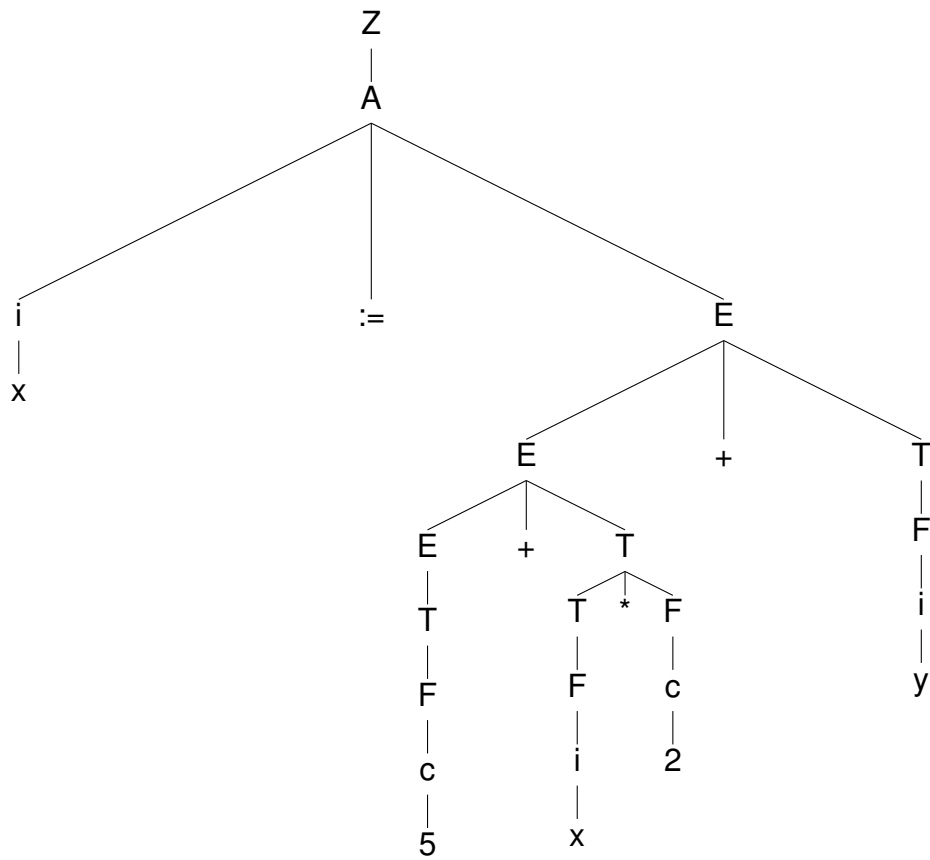 Z
A
i := E
x
E + T
E + T F
T T * F i
F F c y
c i 2
5 x